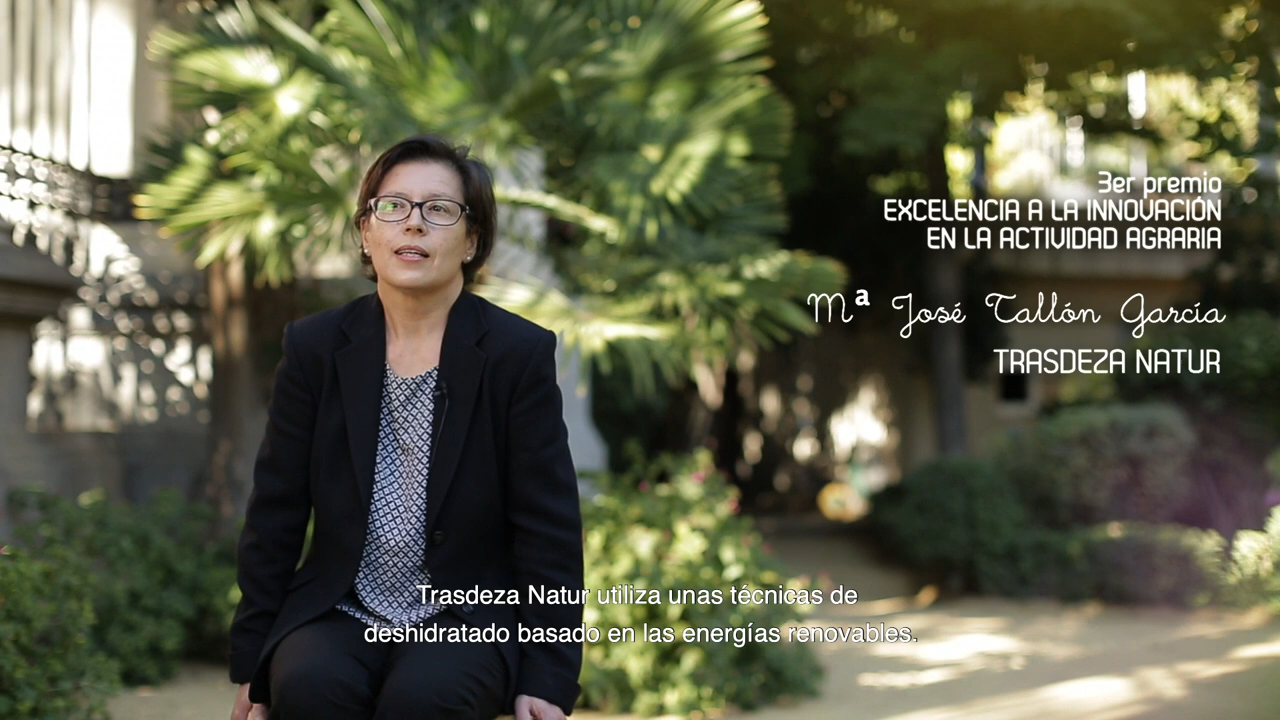 3er premio
EXCELENCIA A LA INNOVACIÓN
EN LA ACTIVIDAD AGRARIA
Mª José Tallón García
TRASDEZA NATUR
Trasdeza Natur utiliza unas técnicas de
deshidratado basado en las energías renovables.